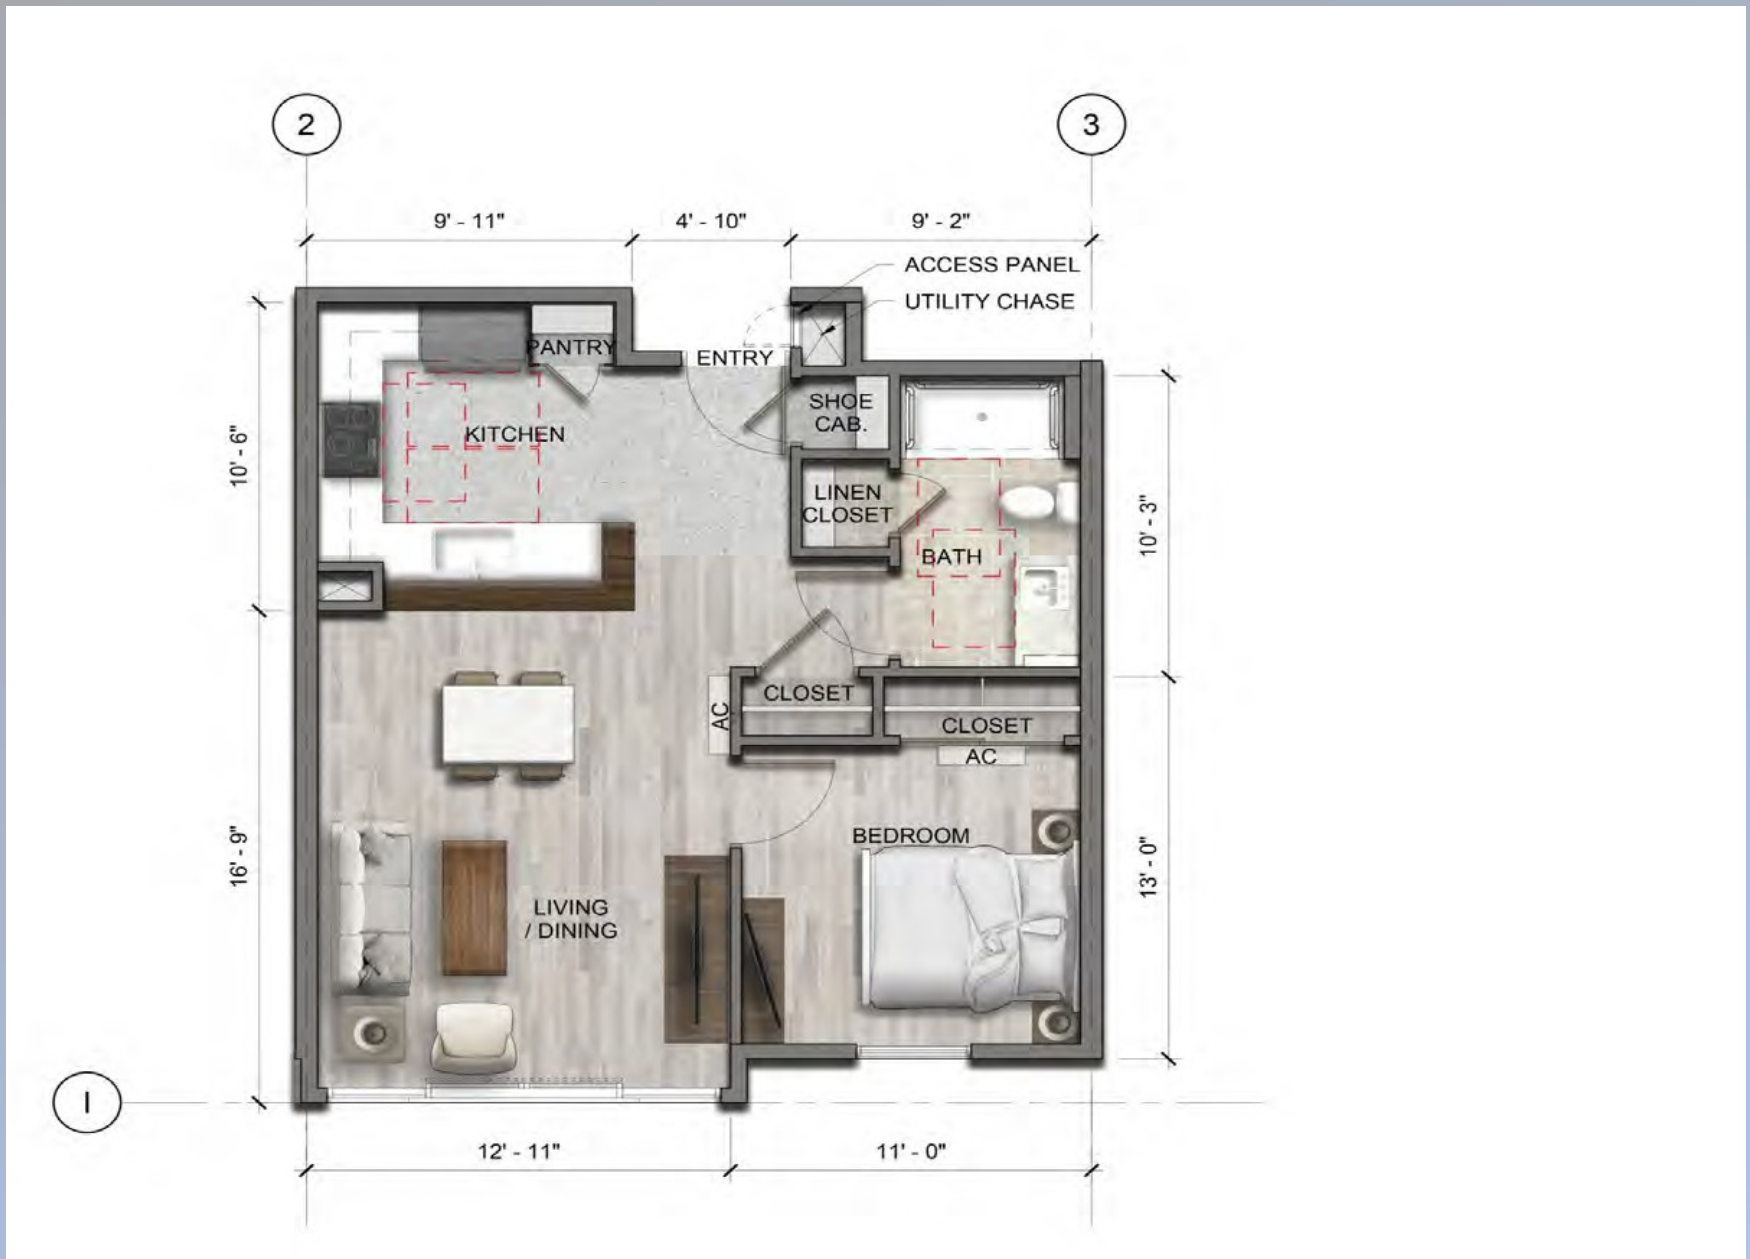 2
3
9' - 11"
4' - 10"
9' - 2"
ACCESS PANEL
UTILITY CHASE
PANTRY
ENTRY
SHOE
CAB.
KITCHEN
10' - 6"
LINEN
CLOSET
10' - 3"
BATH
CLOSET
AC
CLOSET
AC
BEDROOM
16' - 9"
13' - 0"
LIVING
/ DINING
1
12' - 11"
11' - 0"